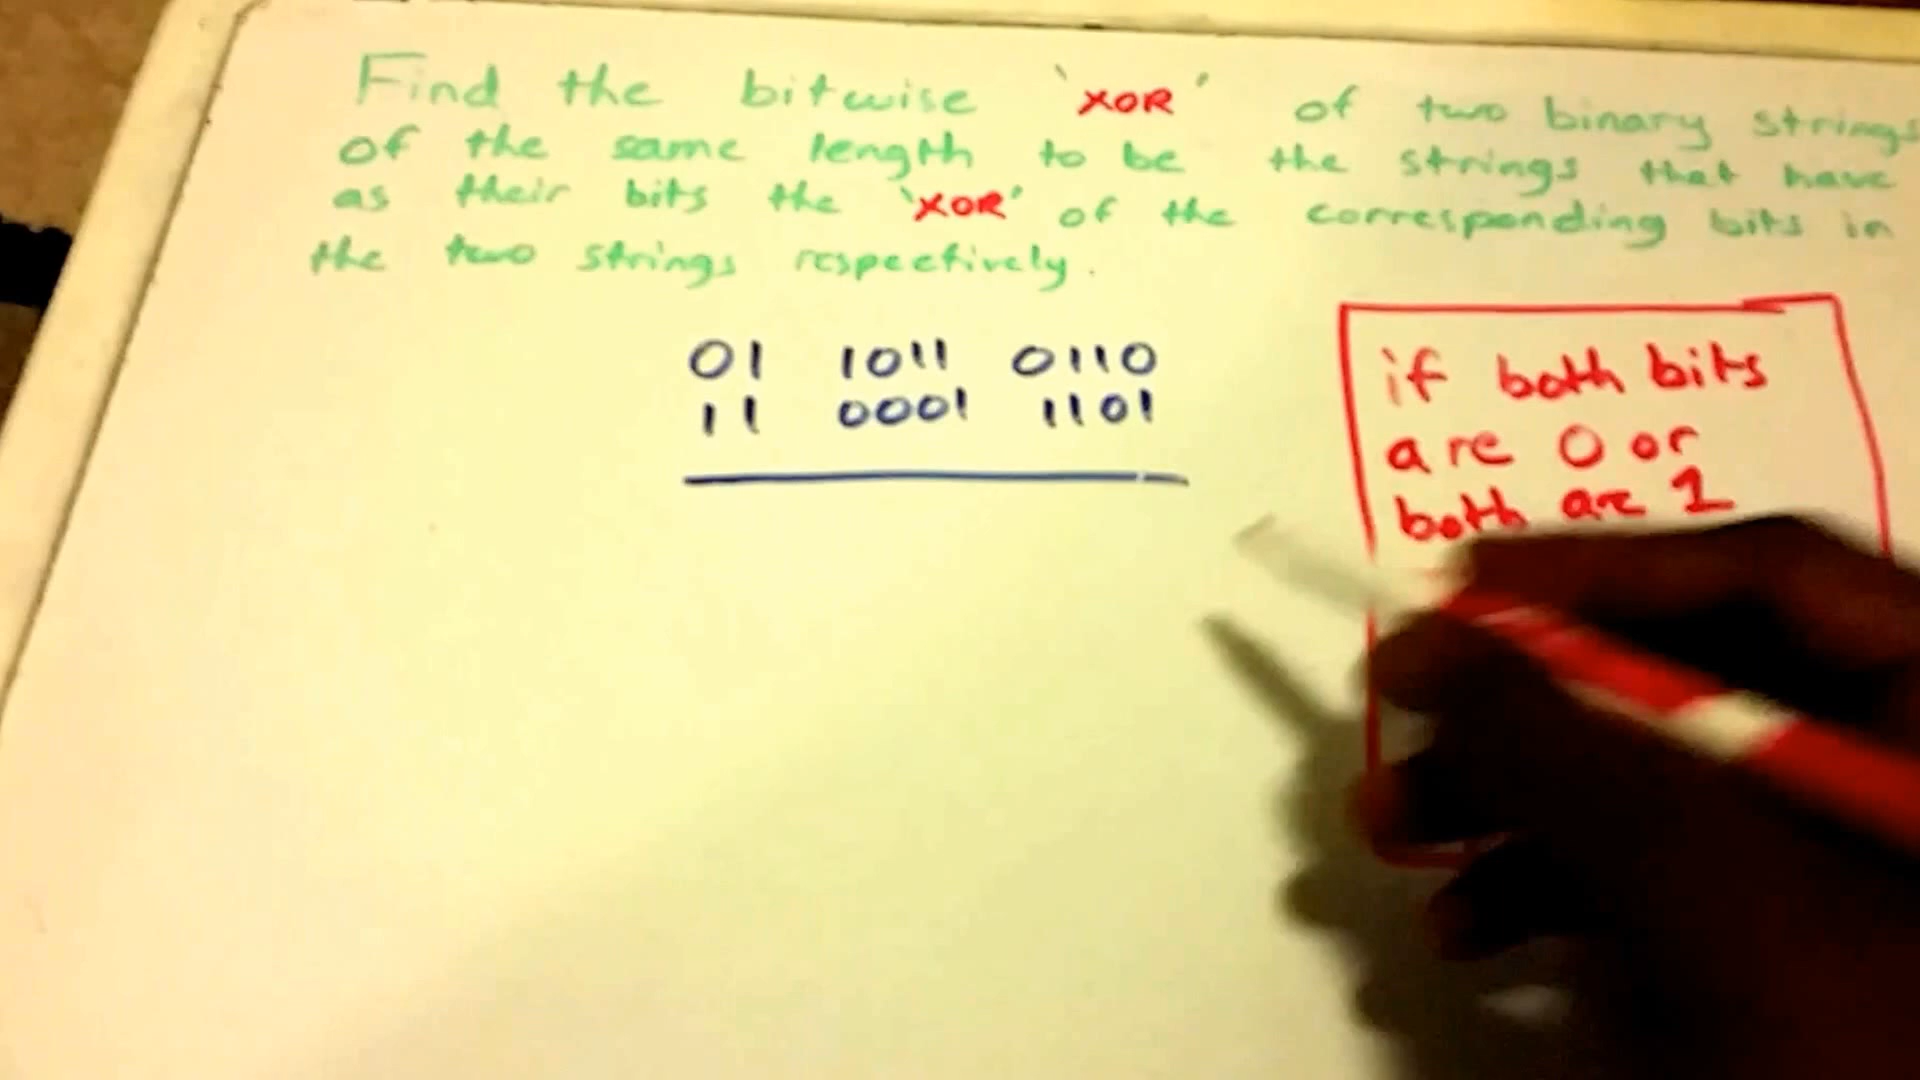 Find the bitwise 'XOR' of two binary strings
of the same length to be the strings that have
as their bits the 'XOR' of the corresponding bits in
the two strings respectively.
01 1011 0110
11 0001 1101
if both bits
are 0 or
both are 1